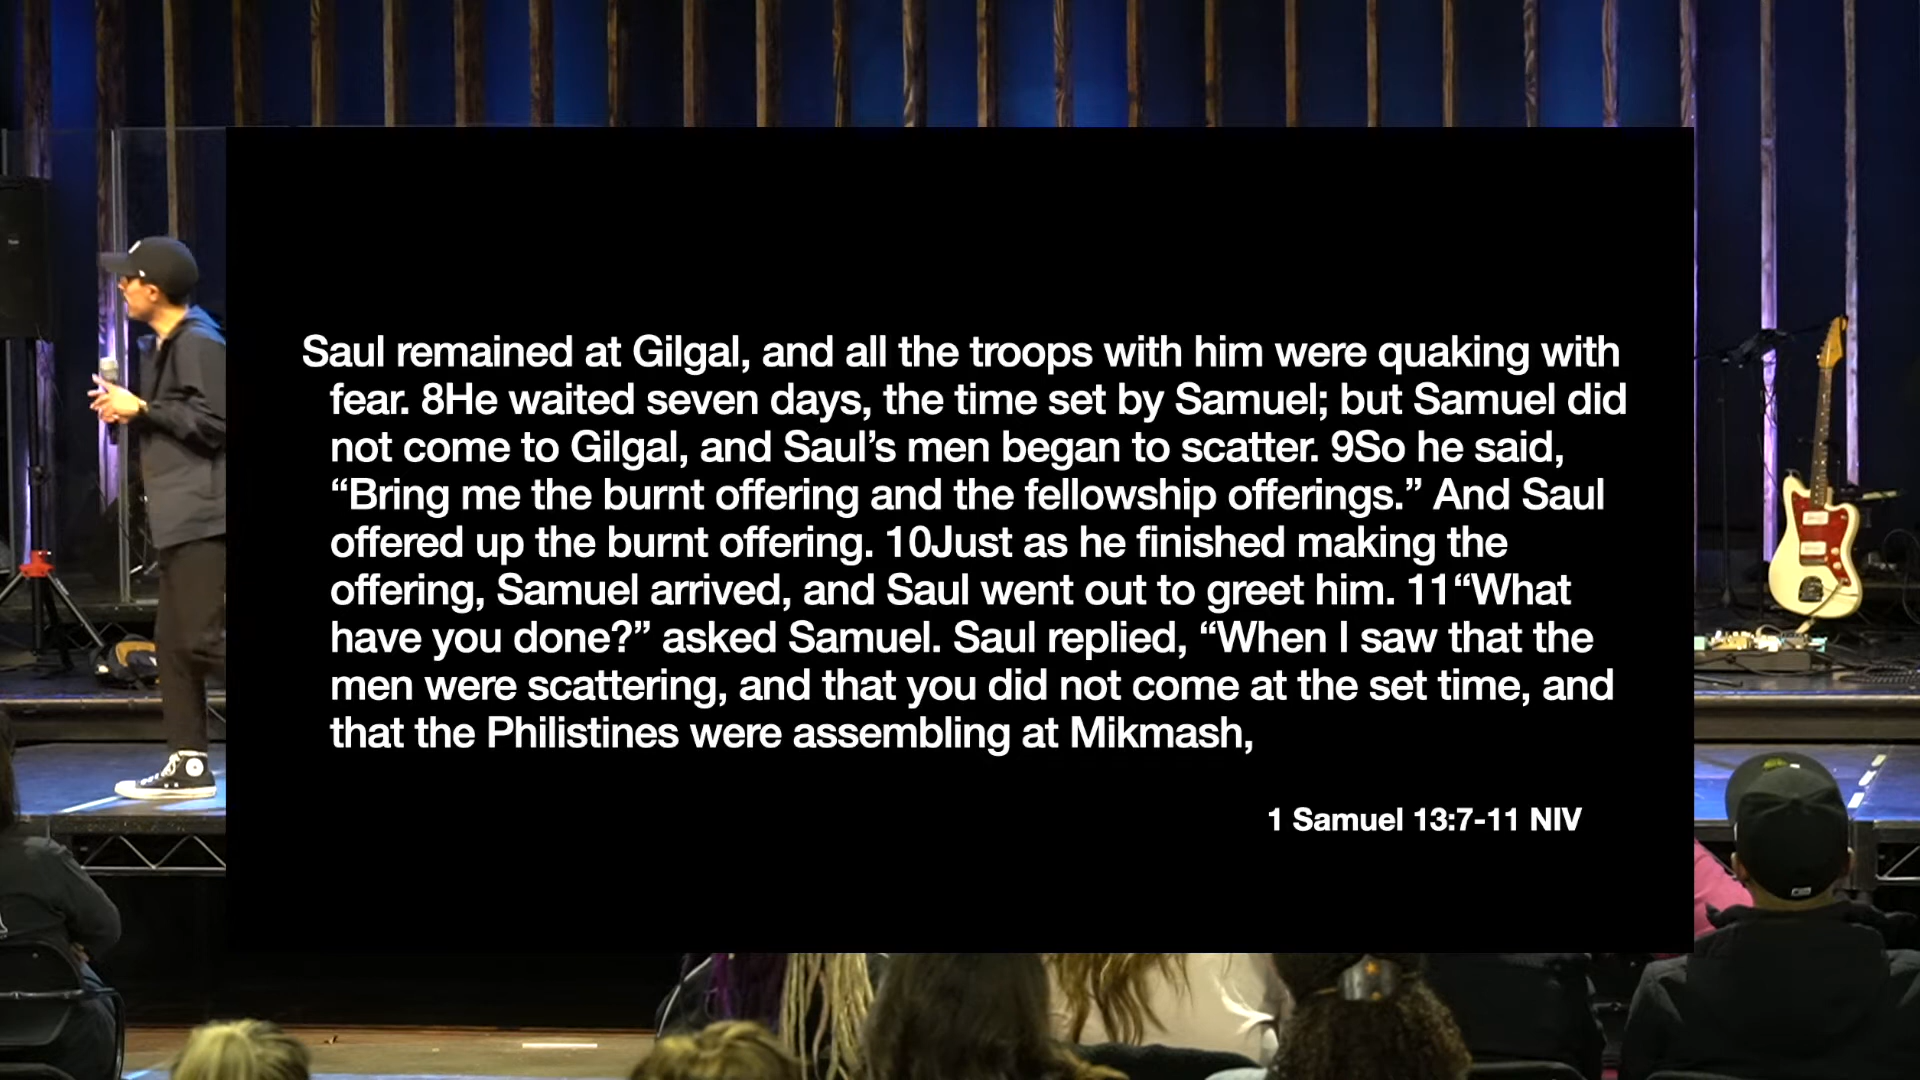 Saul remained at Gilgal, and all the troops with him were quaking with
fear. 8He waited seven days, the time set by Samuel; but Samuel did
not come to Gilgal, and Saul’s men began to scatter. 9So he said,
“Bring me the burnt offering and the fellowship offerings.” And Saul
offered up the burnt offering. 10Just as he finished making the
offering, Samuel arrived, and Saul went out to greet him. 11“What
have you done?” asked Samuel. Saul replied, “When I saw that the
men were scattering, and that you did not come at the set time, and
that the Philistines were assembling at Mikmash,
1 Samuel 13:7-11 NIV